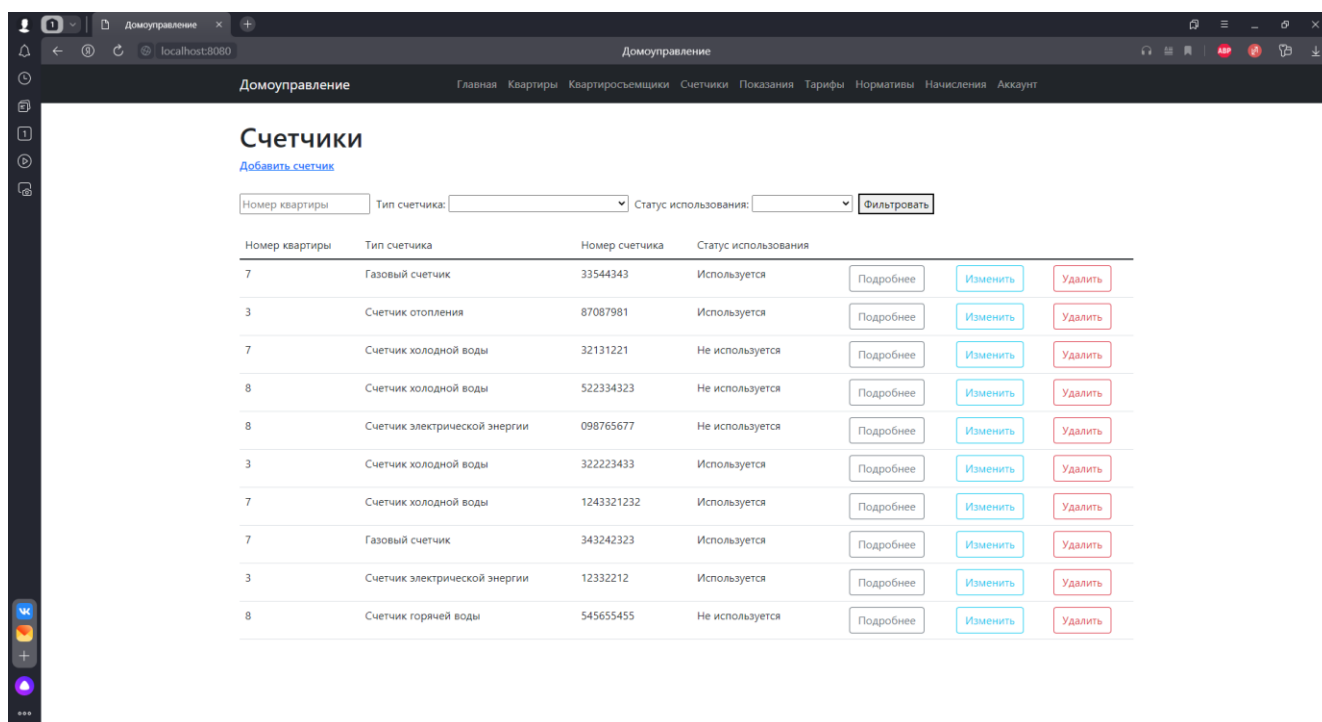 1 Домоуправление
localhost:8080 Домоуправление ABP
Домоуправление Главная Квартиры Квартиросъемщики Счетчики Показания Тарифы Нормативы Начисления Аккаунт
1
Счетчики
Добавить счетчик
Номер квартиры Тип счетчика: Статус использования: Фильтровать
Номер квартиры Тип счетчика Номер счетчика Статус использования
7 Газовый счетчик 33544343 Используется Подробнее Изменить Удалить
3 Счетчик отопления 87087981 Используется Подробнее Изменить Удалить
7 Счетчик холодной воды 32131221 Не используется Подробнее Изменить Удалить
8 Счетчик холодной воды 522334323 Не используется Подробнее Изменить Удалить
8 Счетчик электрической энергии 098765677 Не используется Подробнее Изменить Удалить
3 Счетчик холодной воды 322223433 Используется Подробнее Изменить Удалить
7 Счетчик холодной воды 1243321232 Используется Подробнее Изменить Удалить
7 Газовый счетчик 343242323 Используется Подробнее Изменить Удалить
3 Счетчик электрической энергии 12332212 Используется Подробнее Изменить Удалить
8 Счетчик горячей воды 545655455 Не используется Подробнее Изменить Удалить